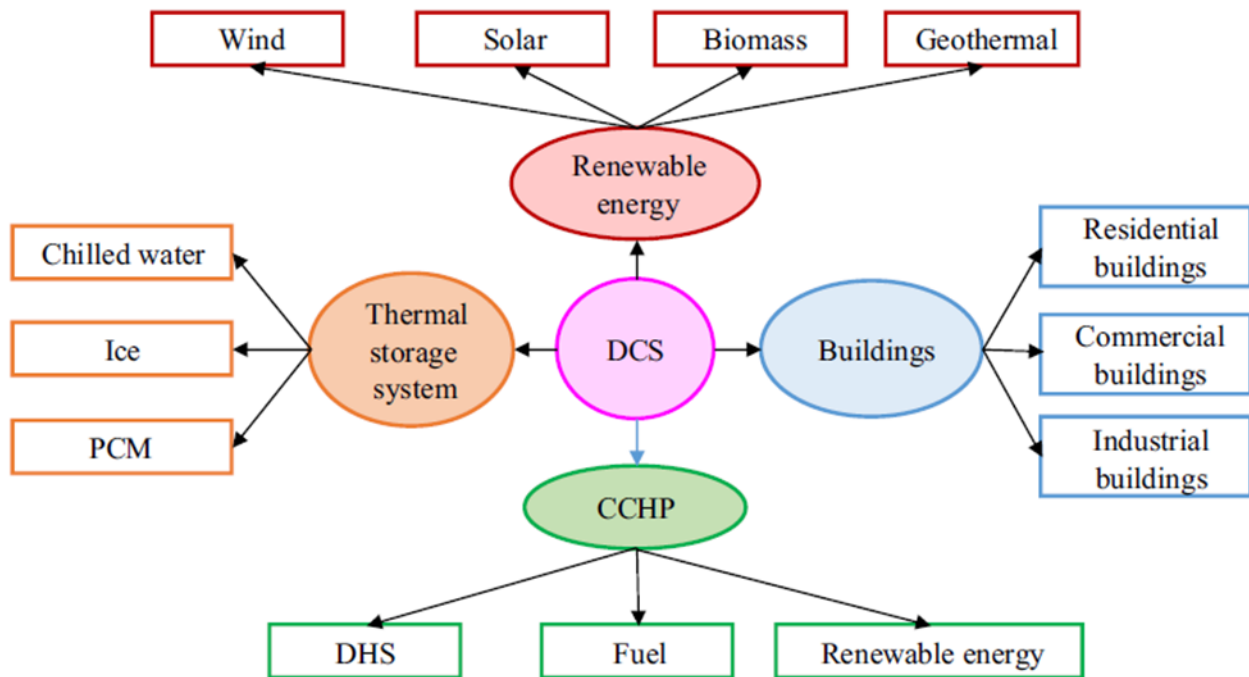 Wind
Solar
Biomass
Geothermal
Renewable
energy
Chilled water
Ice
PCM
Thermal
storage
system
DCS
Buildings
Residential
buildings
Commercial
buildings
Industrial
buildings
CCHP
DHS
Fuel
Renewable energy